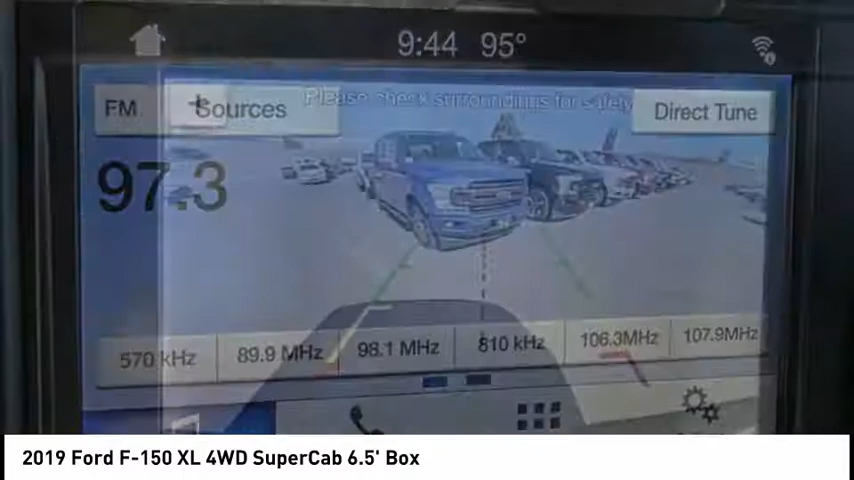 9:44 95°
FM Sources Direct Tune
Please check surroundings for safety
97.3
570 kHz 89.9 MHz 98.1 MHz 810 kHz 106.3MHz 107.9MHz
2019 Ford F-150 XL 4WD SuperCab 6.5' Box